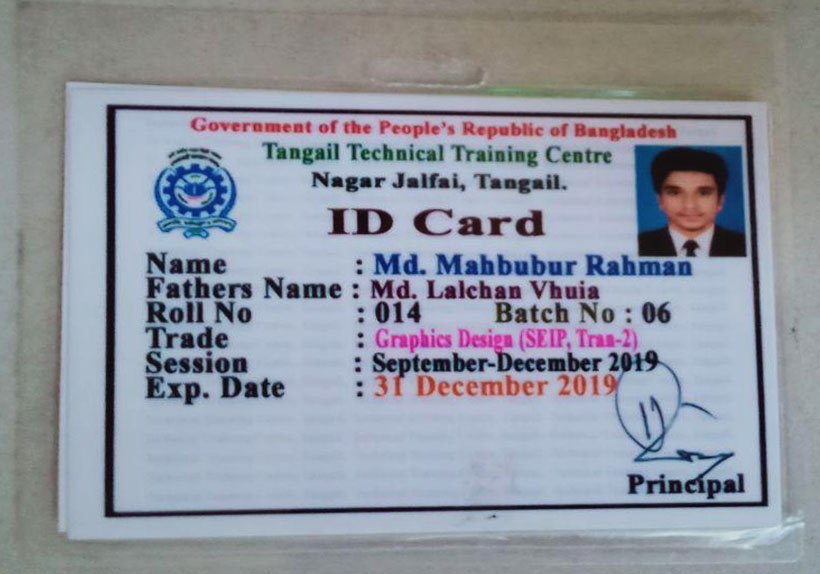 Government of the People's Republic of Bangladesh
Tangail Technical Training Centre
Nagar Jalfai, Tangail.
ID Card
Name : Md. Mahbubur Rahman
Fathers Name : Md. Lalchan Vhuia
Roll No : 014 Batch No : 06
Trade : Graphics Design (SEIP, Tran-2)
Session : September-December 2019
Exp. Date : 31 December 2019
Principal